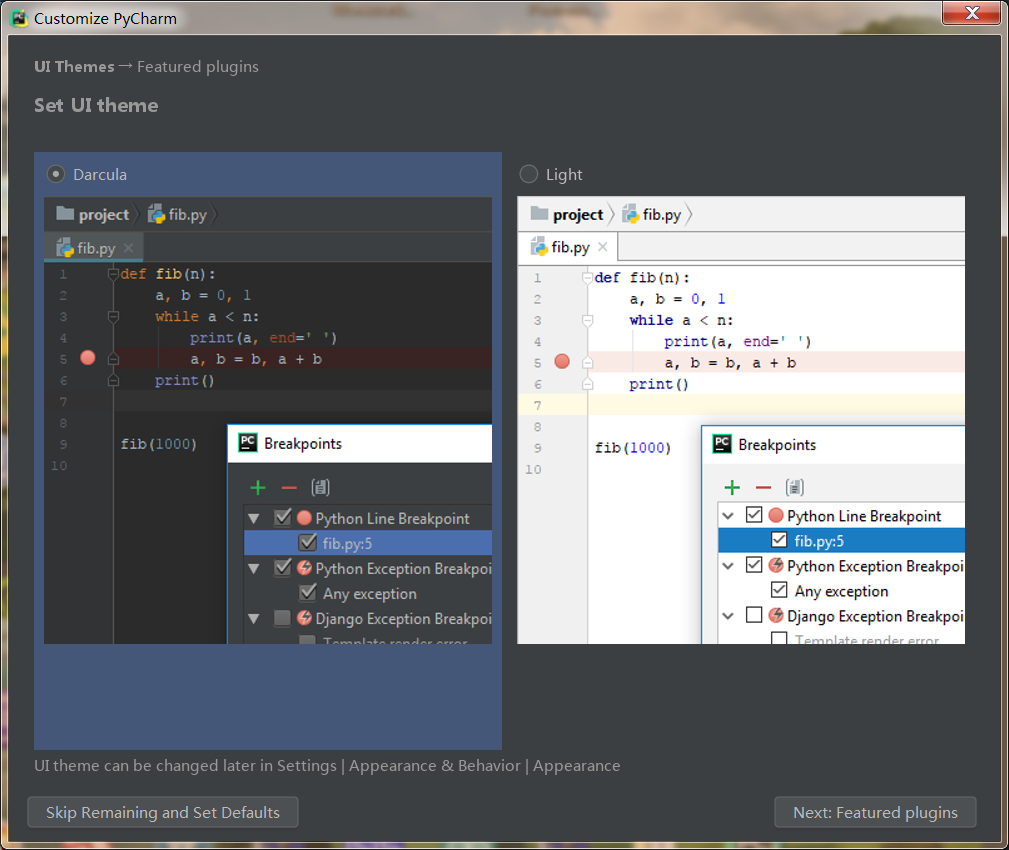 Customize PyCharm
UI Themes → Featured plugins
Set UI theme
Darcula
project
fib.py
fib.py
1 def fib(n):
2 a, b = 0, 1
3 while a < n:
4 print(a, end=' ')
5 a, b = b, a + b
6 print()
7
8
9 fib(1000)
10
PC Breakpoints
Python Line Breakpoint
fib.py:5
Python Exception Breakpoi
Any exception
Django Exception Breakpoi
Template render error
Light
project
fib.py
fib.py
1 def fib(n):
2 a, b = 0, 1
3 while a < n:
4 print(a, end=' ')
5 a, b = b, a + b
6 print()
7
8
9 fib(1000)
10
PC Breakpoints
Python Line Breakpoint
fib.py:5
Python Exception Breakpoi
Any exception
Django Exception Breakpoi
Template render error
UI theme can be changed later in Settings | Appearance & Behavior | Appearance
Skip Remaining and Set Defaults
Next: Featured plugins